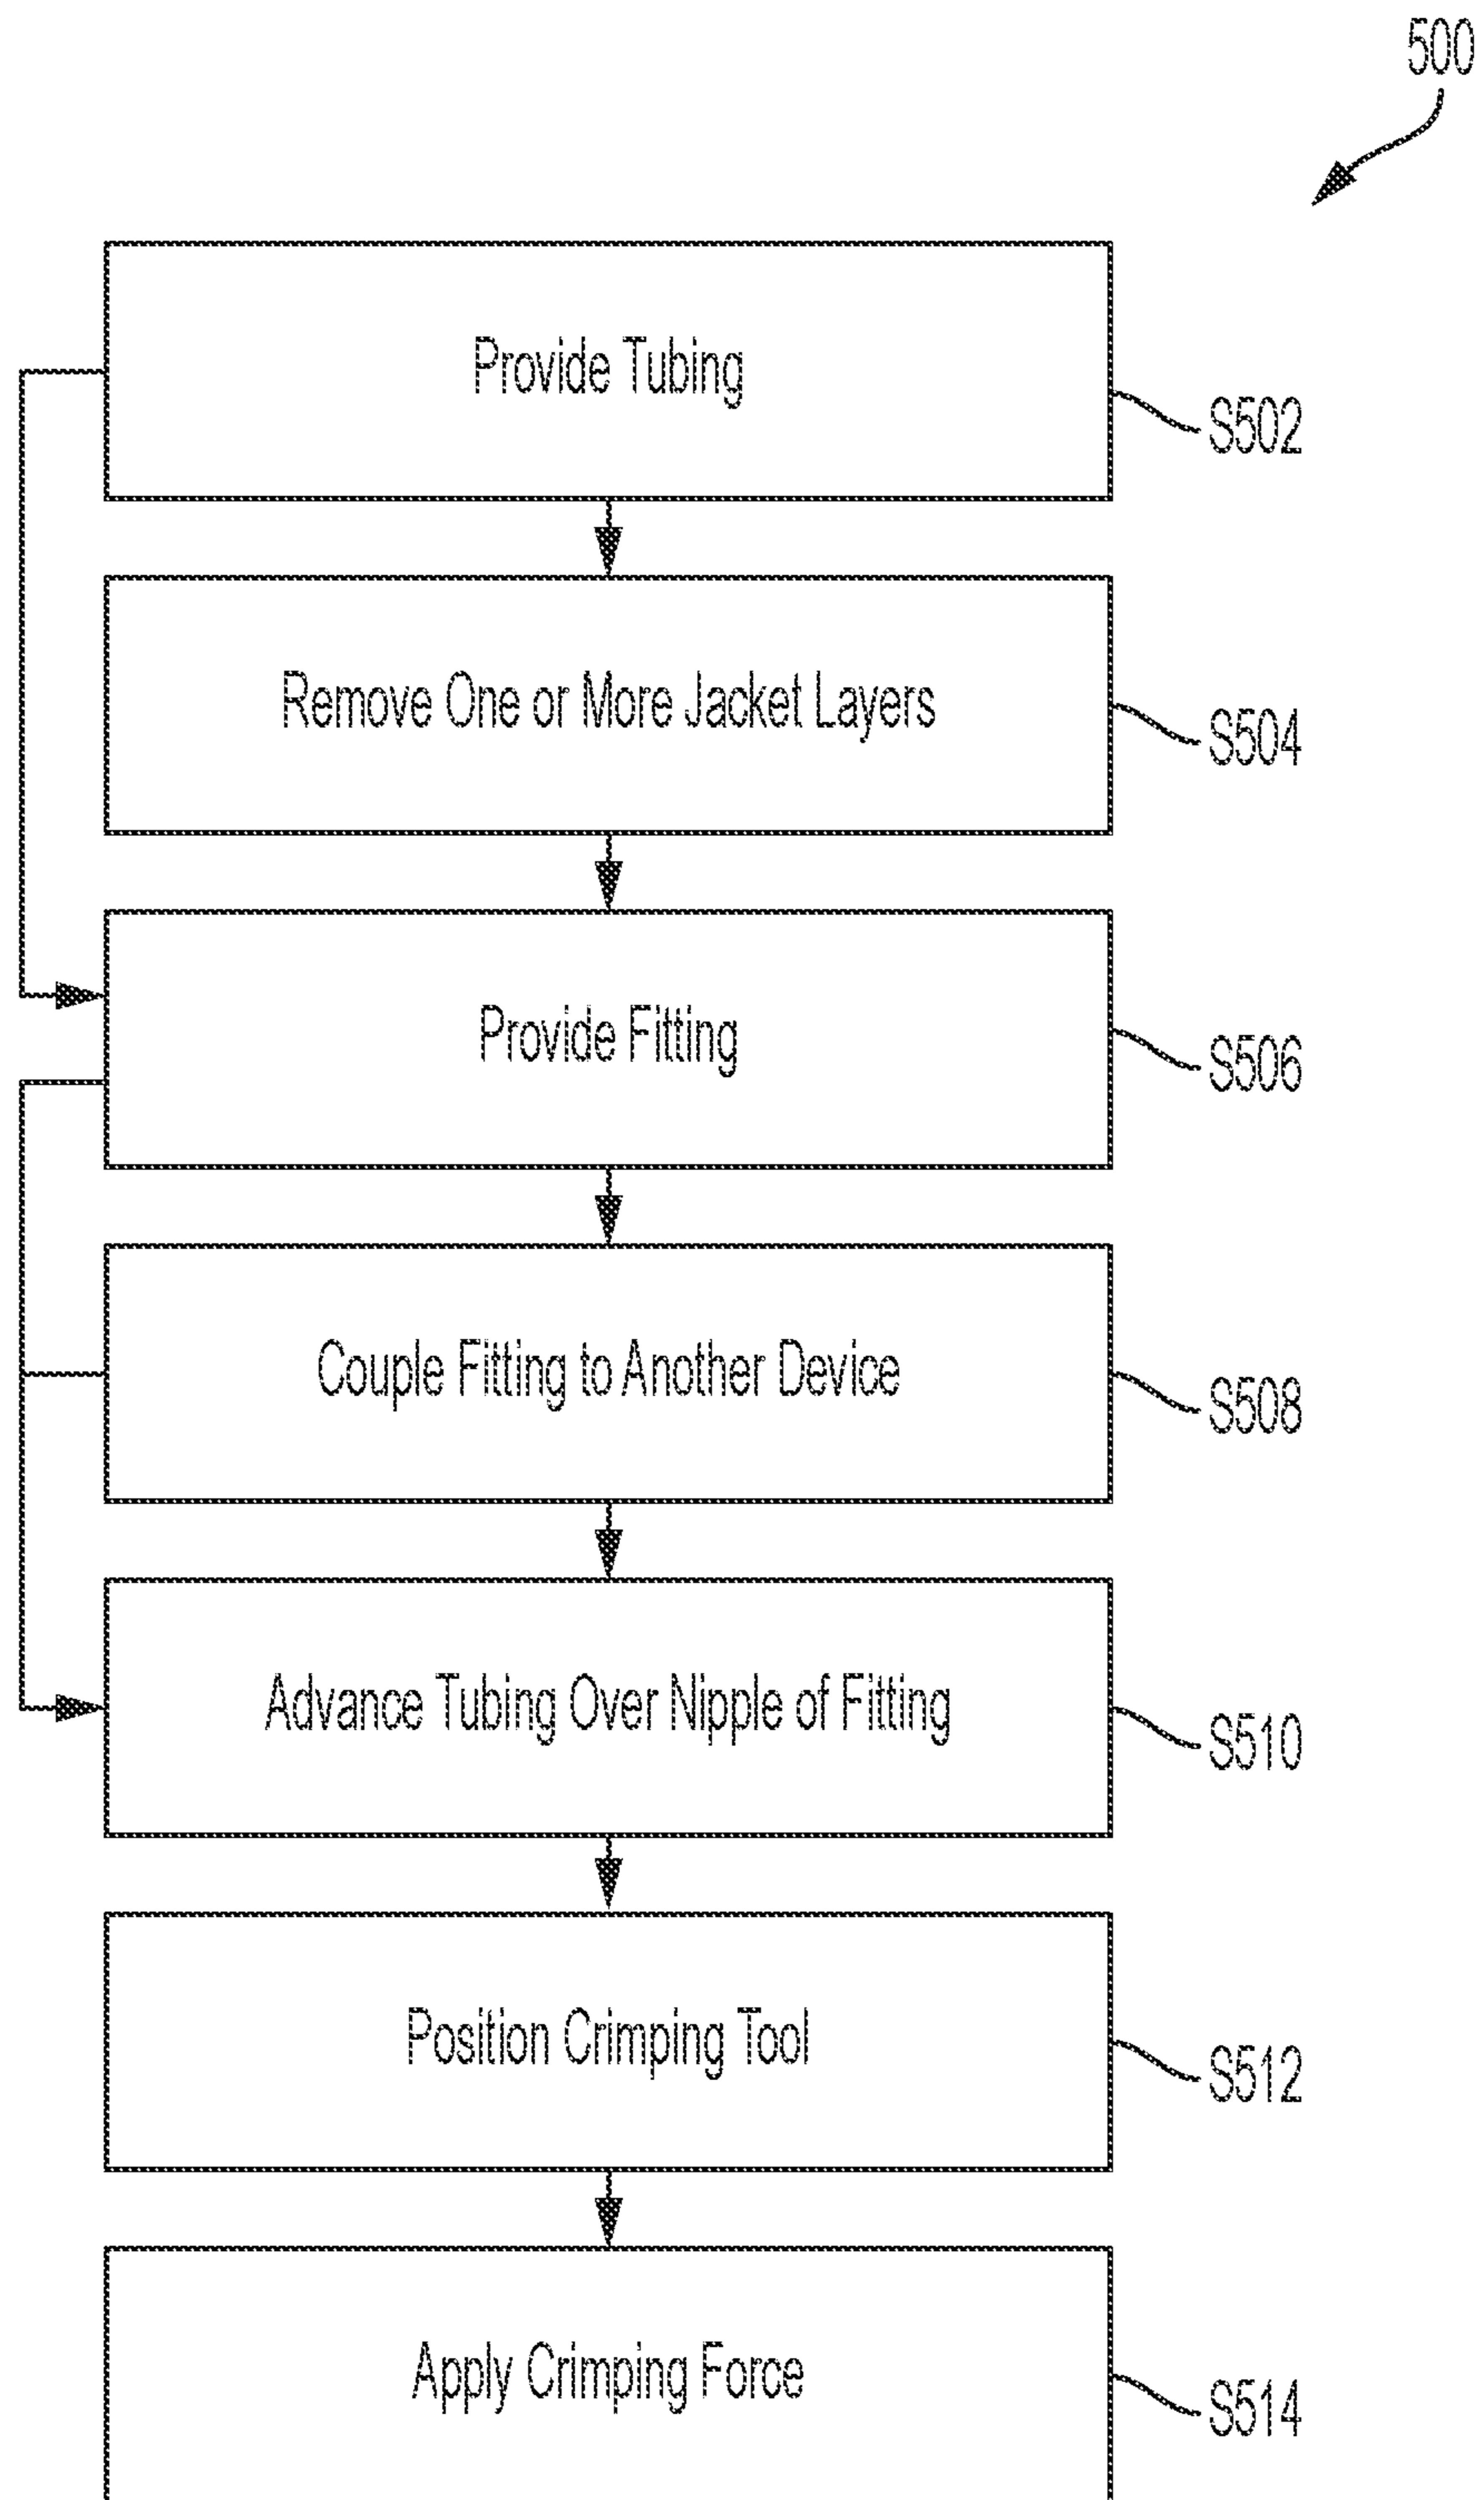 500
Provide Tubing
S502
Remove One or More Jacket Layers
S504
Provide Fitting
S506
Couple Fitting to Another Device
S508
Advance Tubing Over Nipple of Fitting
S510
Position Crimping Tool
S512
Apply Crimping Force
S514